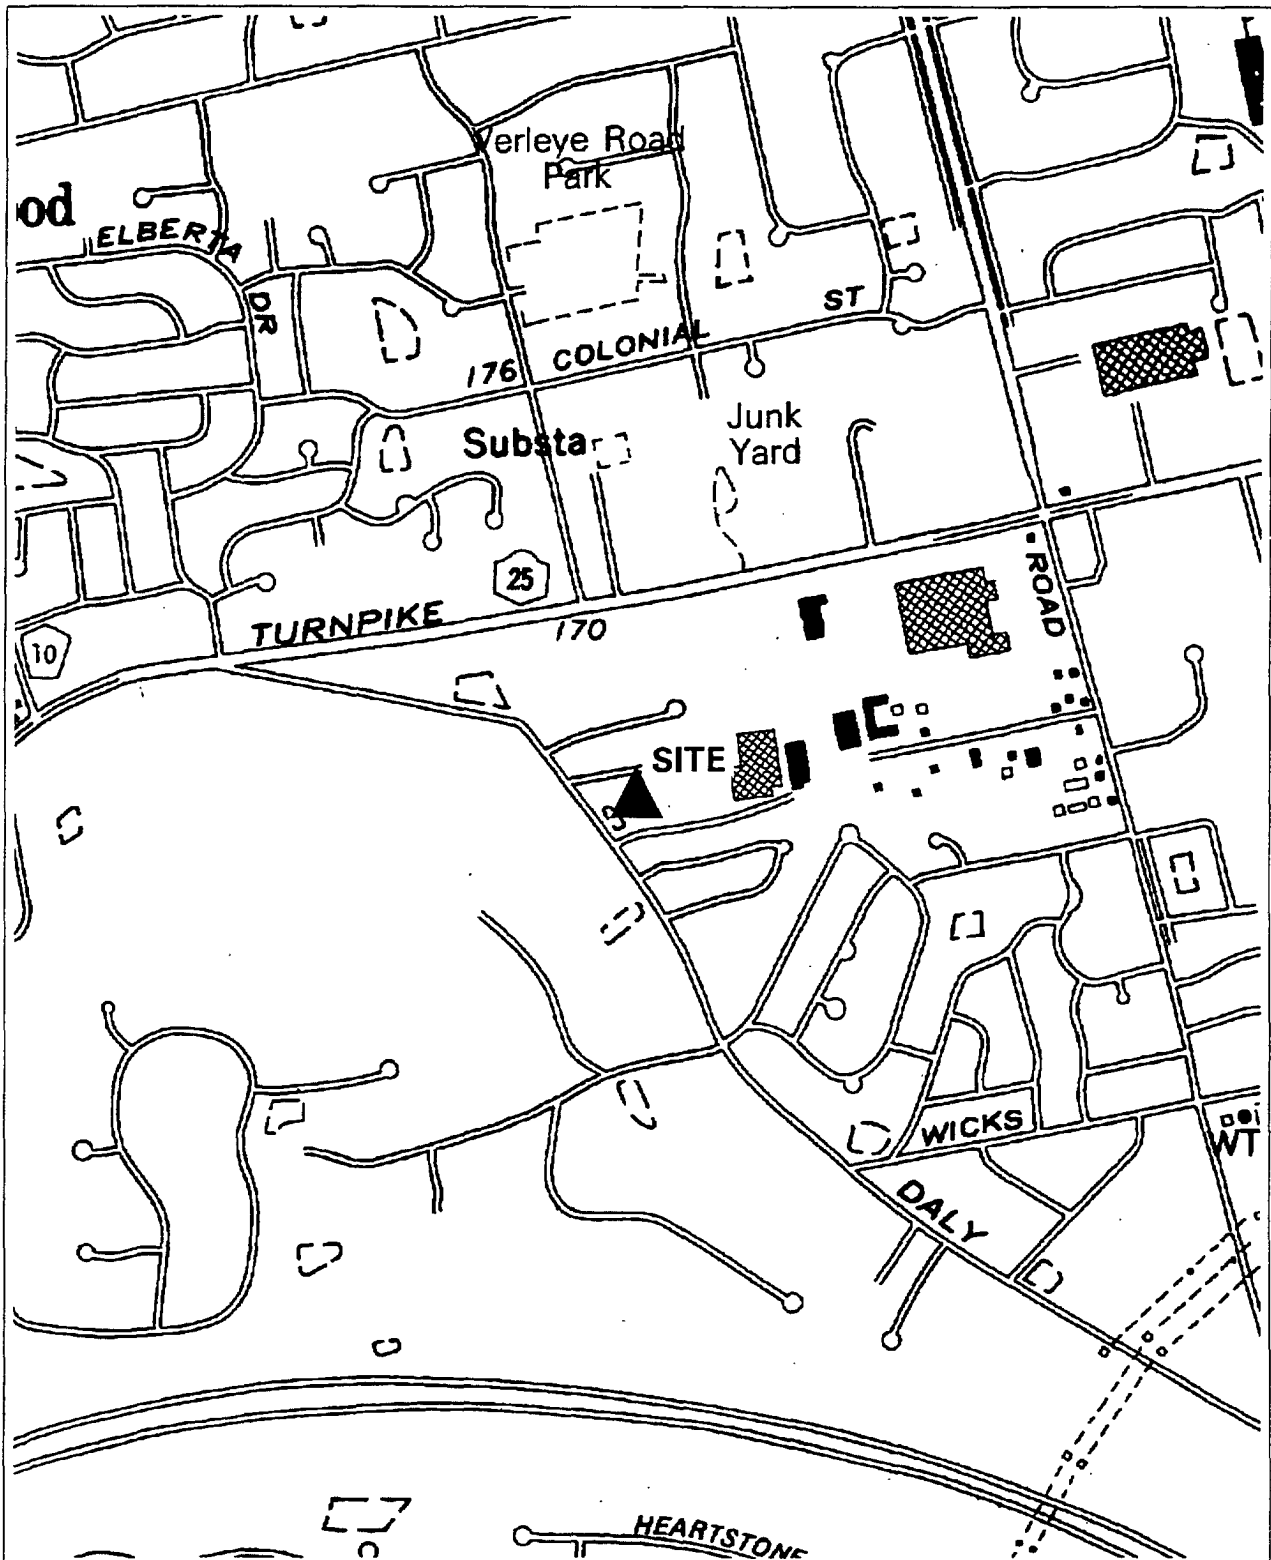 Verleye Road
Park
od
ELBERTA
DR
ST
COLONIAL
176
Junk
Yard
Substa
25
TURNPIKE
170
ROAD
10
SITE
WICKS
WT
DALY
HEARTSTONE